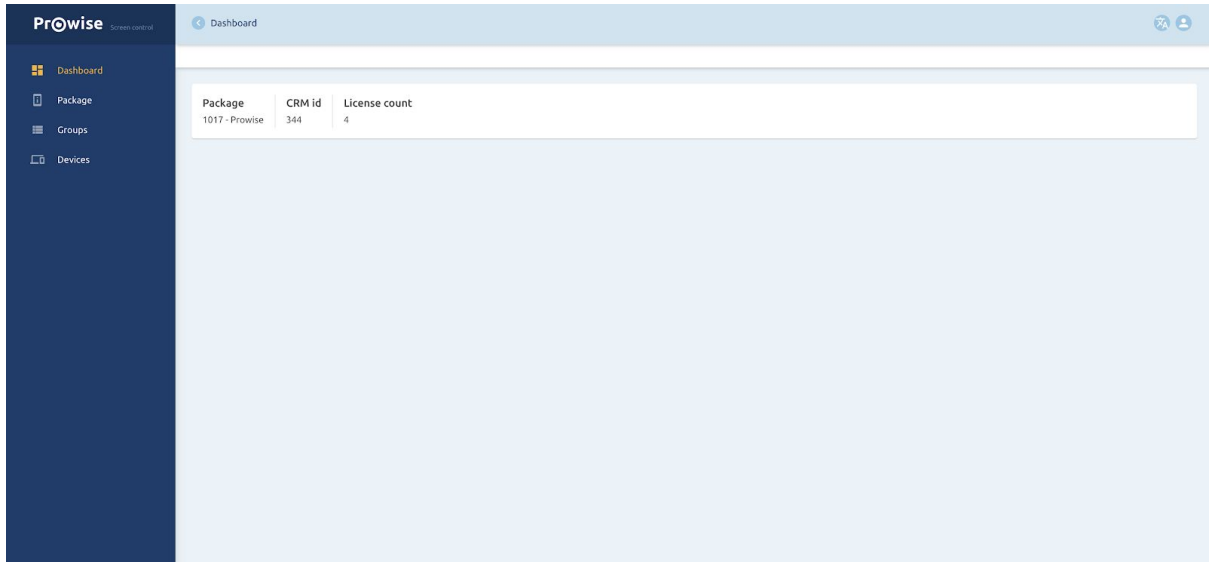 Prowise Screen control
Dashboard
Dashboard
Package
Groups
Devices
Package CRM id License count
1017 - Prowise 344 4